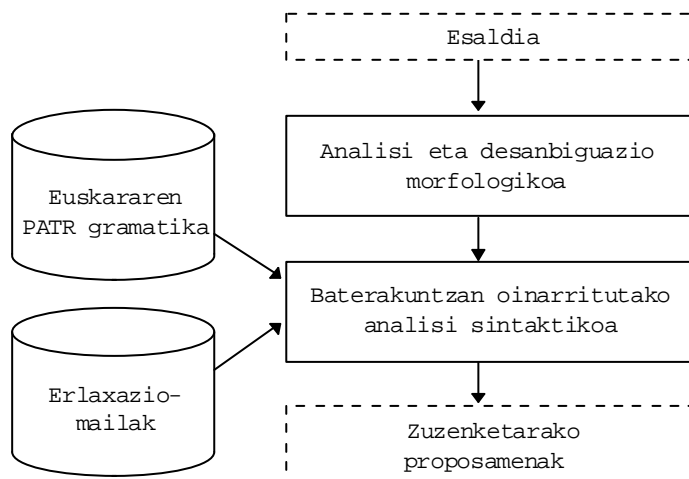 Esaldia
Analisi eta desanbiguazio
morfologikoa
Euskararen
PATR gramatika
Baterakuntzan oinarritutako
analisi sintaktikoa
Erlaxazio-
mailak
Zuzenketarako
proposamenak